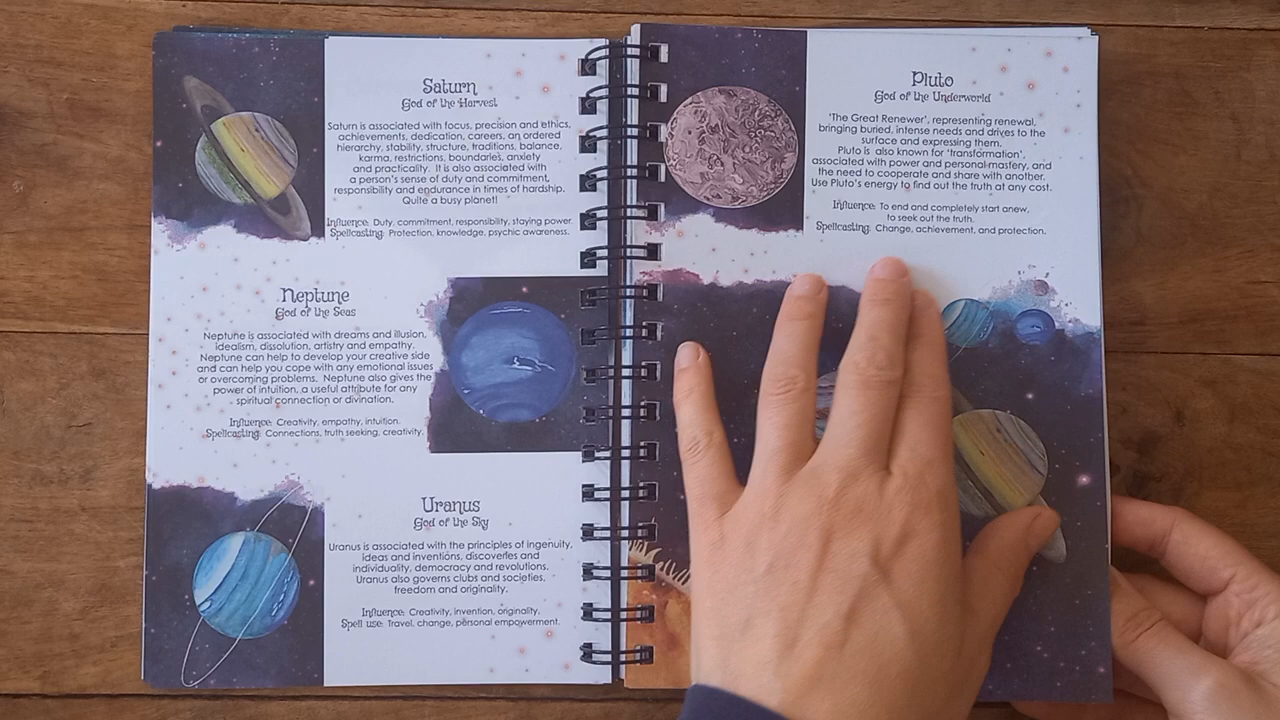 Saturn
God of the Harvest
Saturn is associated with focus, precision and ethics,
achievements, dedication, careers, an ordered
hierarchy, stability, structure, traditions, balance,
karma, restrictions, boundaries, anxiety
and practicality. It is also associated with
a person's sense of duty and commitment,
responsibility and endurance in times of hardship.
Quite a busy planet!
Influence: Duty, commitment, responsibility, staying power.
Spellcasting: Protection, knowledge, psychic awareness.
Neptune
God of the Seas
Neptune is associated with dreams and illusion,
idealism, dissolution, artistry and empathy.
Neptune can help to develop your creative side
and can help you cope with any emotional issues
or overcoming problems. Neptune also gives the
power of intuition, a useful attribute for any
spiritual connection or divination.
Influence: Creativity, empathy, intuition.
Spellcasting: Connections, truth seeking, creativity.
Uranus
God of the Sky
Uranus is associated with the principles of ingenuity,
ideas and inventions, discoveries and
individuality, democracy and revolutions.
Uranus also governs clubs and societies,
freedom and originality.
Influence: Creativity, invention, originality.
Spell use: Travel, change, personal empowerment.
Pluto
God of the Underworld
'The Great Renewer', representing renewal,
bringing buried, intense needs and drives to the
surface and expressing them.
Pluto is also known for 'transformation',
associated with power and personal mastery, and
the need to cooperate and share with another.
Use Pluto's energy to find out the truth at any cost.
Influence: To end and completely start anew,
to seek out the truth.
Spellcasting: Change, achievement, and protection.